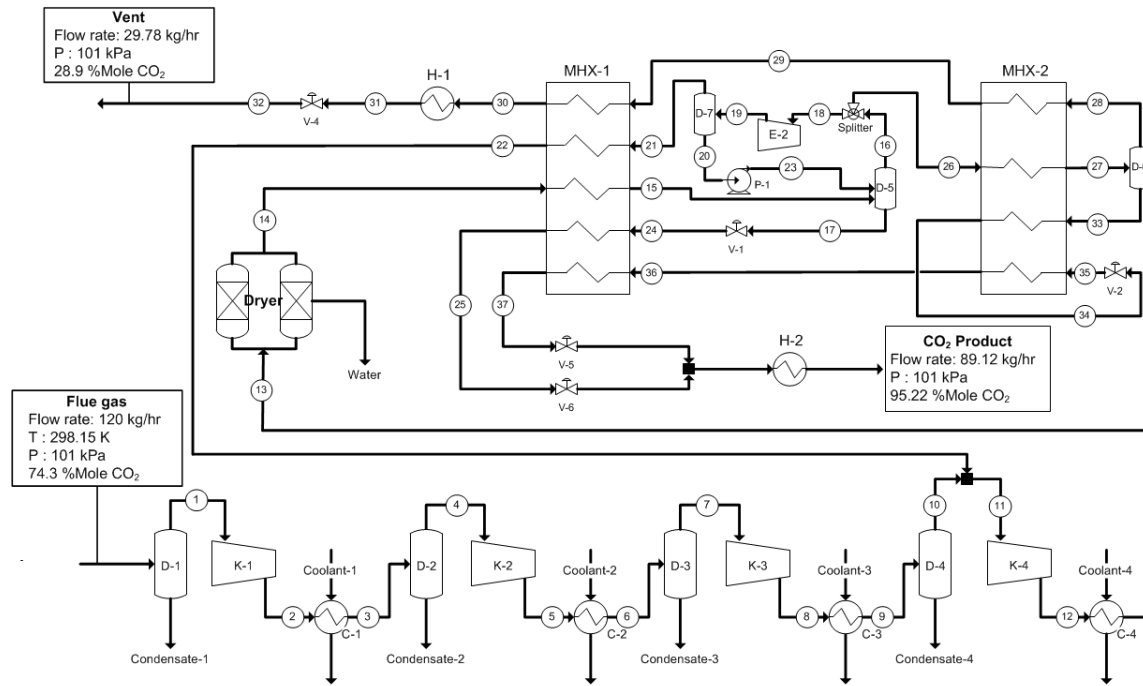 Vent
Flow rate: 29.78 kg/hr
P : 101 kPa
28.9 %Mole CO₂
H-1
MHX-1
29
MHX-2
32
V-4
31
30
D-7
19
E-2
18
Splitter
28
22
21
20
16
26
27
23
P-1
15
D-5
14
24
V-1
17
33
25
37
36
35
V-2
34
Dryer
Water
V-5
V-6
H-2
CO₂ Product
Flow rate: 89.12 kg/hr
P : 101 kPa
95.22 %Mole CO₂
13
Flue gas
Flow rate: 120 kg/hr
T : 298.15 K
P : 101 kPa
74.3 %Mole CO₂
1
4
7
10
11
D-1
K-1
Coolant-1
D-2
K-2
Coolant-2
D-3
K-3
Coolant-3
D-4
K-4
Coolant-4
2
3
C-1
5
6
C-2
8
9
C-3
12
C-4
Condensate-1
Condensate-2
Condensate-3
Condensate-4